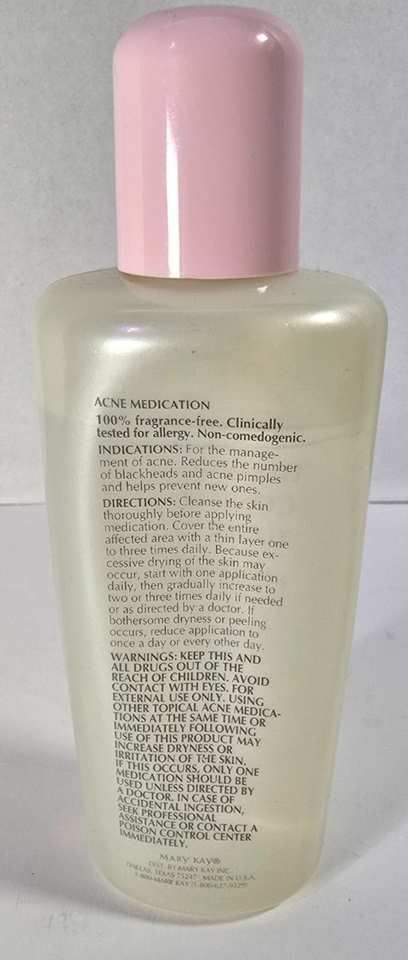 ACNE MEDICATION
100% fragrance-free. Clinically
tested for allergy. Non-comedogenic.
INDICATIONS: For the manage-
ment of acne. Reduces the number
of blackheads and acne pimples
and helps prevent new ones.
DIRECTIONS: Cleanse the skin
thoroughly before applying
medication. Cover the entire
affected area with a thin layer one
to three times daily. Because ex-
cessive drying of the skin may
occur, start with one application
daily, then gradually increase to
two or three times daily if needed
or as directed by a doctor. If
bothersome dryness or peeling
occurs, reduce application to
once a day or every other day.
WARNINGS: KEEP THIS AND
ALL DRUGS OUT OF THE
REACH OF CHILDREN. AVOID
CONTACT WITH EYES. FOR
EXTERNAL USE ONLY. USING
OTHER TOPICAL ACNE MEDICA-
TIONS AT THE SAME TIME OR
IMMEDIATELY FOLLOWING
USE OF THIS PRODUCT MAY
INCREASE DRYNESS OR
IRRITATION OF THE SKIN.
IF THIS OCCURS, ONLY ONE
MEDICATION SHOULD BE
USED UNLESS DIRECTED BY
A DOCTOR. IN CASE OF
ACCIDENTAL INGESTION,
SEEK PROFESSIONAL
ASSISTANCE OR CONTACT A
POISON CONTROL CENTER
IMMEDIATELY.
MARY KAY®
DIST. BY MARY KAY INC.
DALLAS, TEXAS 75247 MADE IN U.S.A.
1-800-MARY KAY (1-800-627-9529)